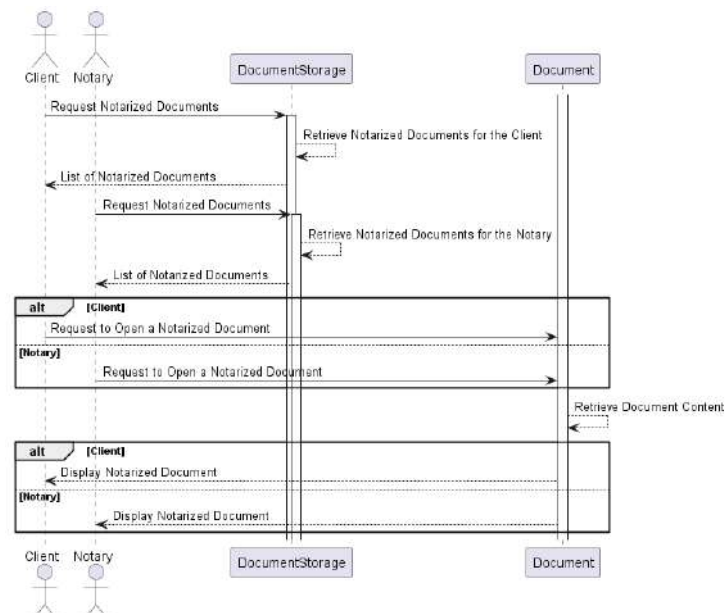 Client
Notary
DocumentStorage
Document
Request Notarized Documents
Retrieve Notarized Documents for the Client
List of Notarized Documents
Request Notarized Documents
Retrieve Notarized Documents for the Notary
List of Notarized Documents
alt [Client]
Request to Open a Notarized Document
[Notary]
Request to Open a Notarized Document
Retrieve Document Content
alt [Client]
Display Notarized Document
[Notary]
Display Notarized Document
Client
Notary
DocumentStorage
Document